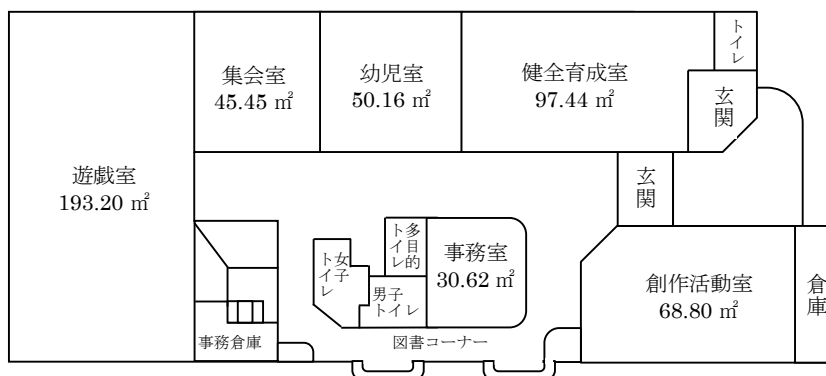 集会室
45.45 ㎡
幼児室
50.16 ㎡
健全育成室
97.44 ㎡
トイレ
玄関
遊戯室
193.20 ㎡
玄関
多目的
トイレ
事務室
30.62 ㎡
女子
トイレ
男子
トイレ
創作活動室
68.80 ㎡
倉庫
事務倉庫
図書コーナー